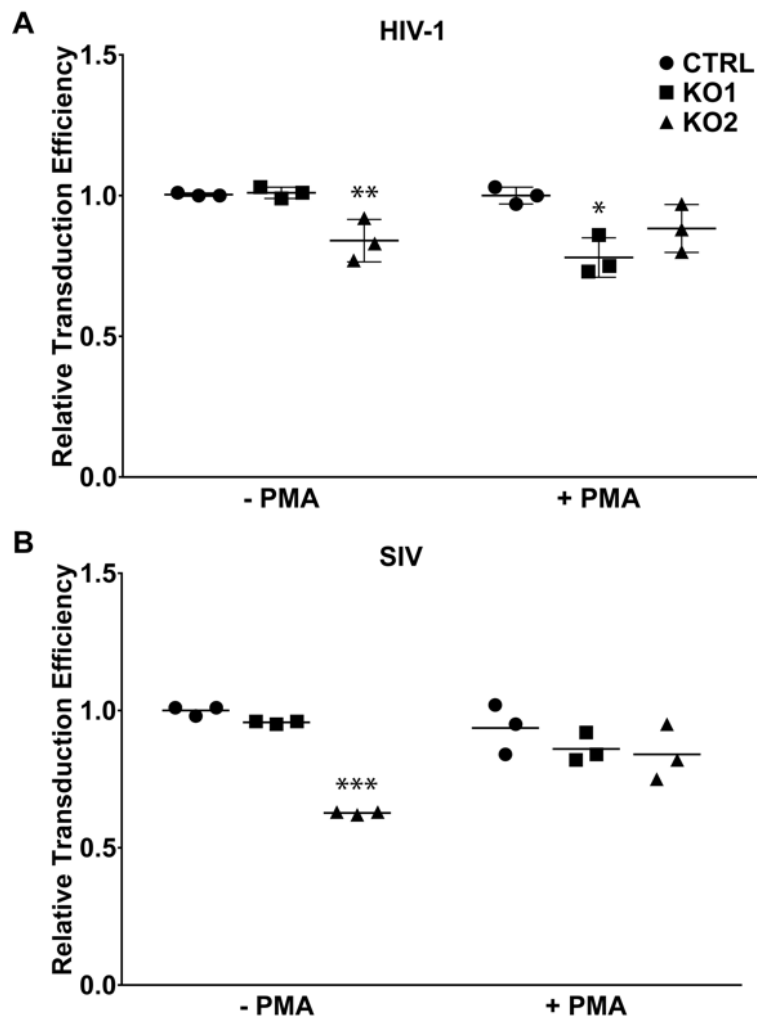 A
HIV-1
1.5
CTRL
KO1
KO2
**
*
1.0
0.5
0.0
Relative Transduction Efficiency
- PMA
+ PMA
B
SIV
1.5
1.0
***
0.5
0.0
Relative Transduction Efficiency
- PMA
+ PMA